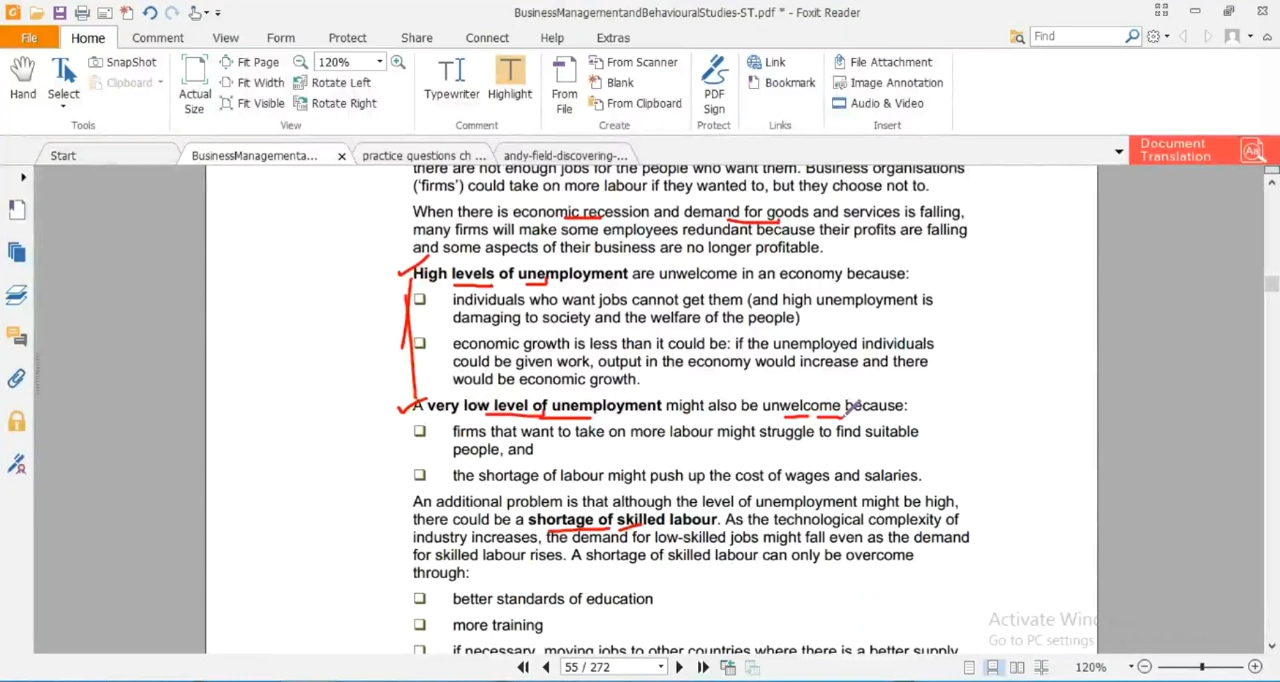 BusinessManagementandBehaviouralStudies-ST.pdf * - Foxit Reader
File Home Comment View Form Protect Share Connect Help Extras Find
Hand Select SnapShot Clipboard Tools
Actual Size Fit Page Fit Width Fit Visible 120% Rotate Left Rotate Right View
Typewriter Highlight Comment
From File From Scanner Blank From Clipboard Create
PDF Sign Protect
Link Bookmark Links
File Attachment Image Annotation Audio & Video Insert
Start BusinessManagementa... x practice questions ch ... andy-field-discovering-...
Document Translation
there are not enough jobs for the people who want them. Business organisations
('firms') could take on more labour if they wanted to, but they choose not to.
When there is economic recession and demand for goods and services is falling,
many firms will make some employees redundant because their profits are falling
and some aspects of their business are no longer profitable.
High levels of unemployment are unwelcome in an economy because:
individuals who want jobs cannot get them (and high unemployment is
damaging to society and the welfare of the people)
economic growth is less than it could be: if the unemployed individuals
could be given work, output in the economy would increase and there
would be economic growth.
A very low level of unemployment might also be unwelcome because:
firms that want to take on more labour might struggle to find suitable
people, and
the shortage of labour might push up the cost of wages and salaries.
An additional problem is that although the level of unemployment might be high,
there could be a shortage of skilled labour. As the technological complexity of
industry increases, the demand for low-skilled jobs might fall even as the demand
for skilled labour rises. A shortage of skilled labour can only be overcome
through:
better standards of education
more training
if necessary, moving jobs to other countries where there is a better supply
Activate Win
Go to PC settings
55 / 272
120%